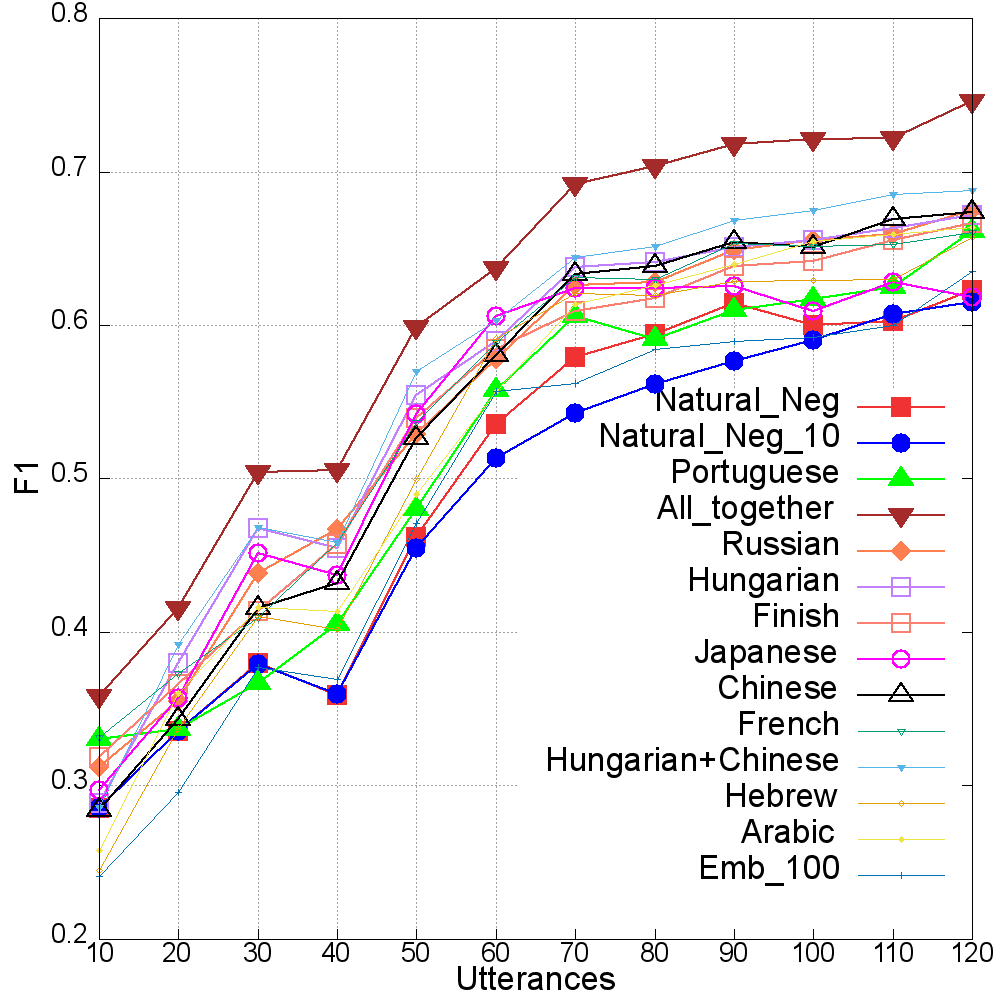 0.8
0.7
0.6
0.5
0.4
0.3
0.2
F1
Natural_Neg
Natural_Neg_10
Portuguese
All_together
Russian
Hungarian
Finish
Japanese
Chinese
French
Hungarian+Chinese
Hebrew
Arabic
Emb_100
10 20 30 40 50 60 70 80 90 100 110 120
Utterances